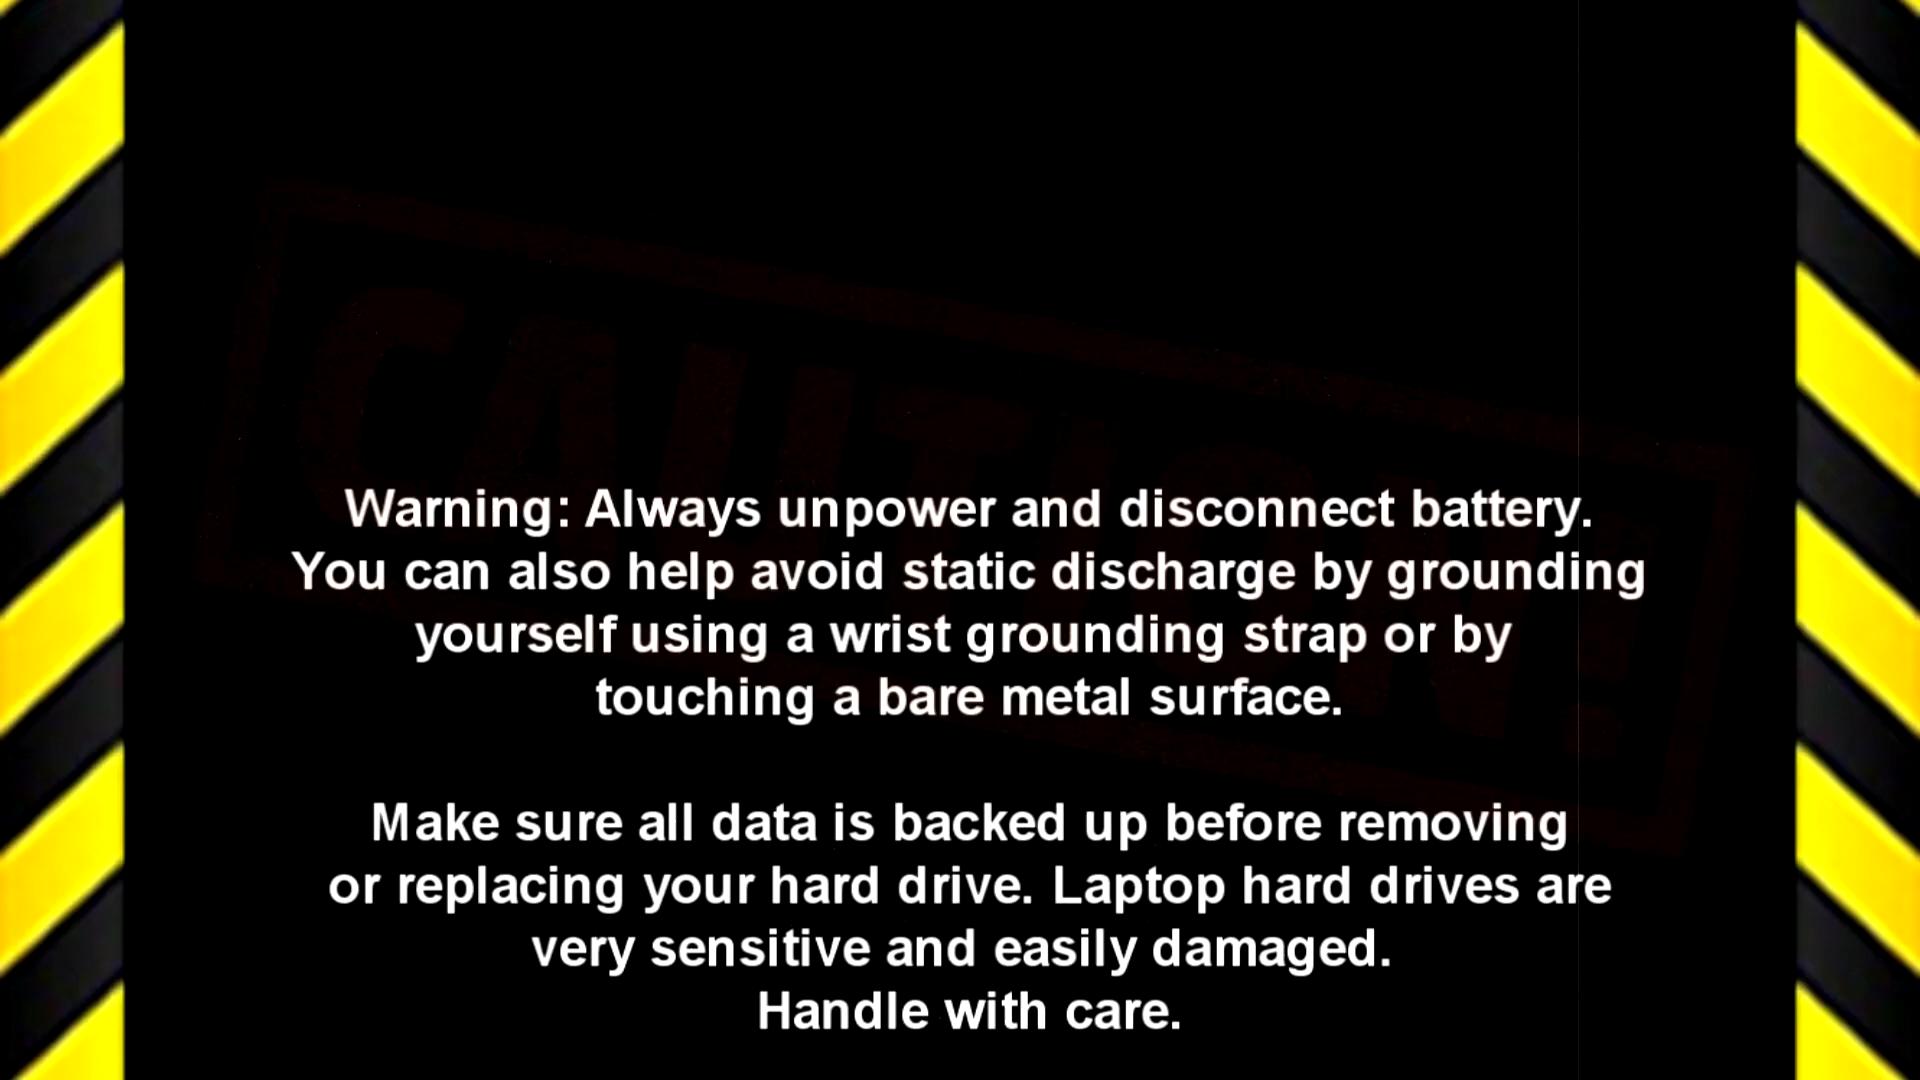 CAUTION!
Warning: Always unpower and disconnect battery.
You can also help avoid static discharge by grounding
yourself using a wrist grounding strap or by
touching a bare metal surface.
Make sure all data is backed up before removing
or replacing your hard drive. Laptop hard drives are
very sensitive and easily damaged.
Handle with care.